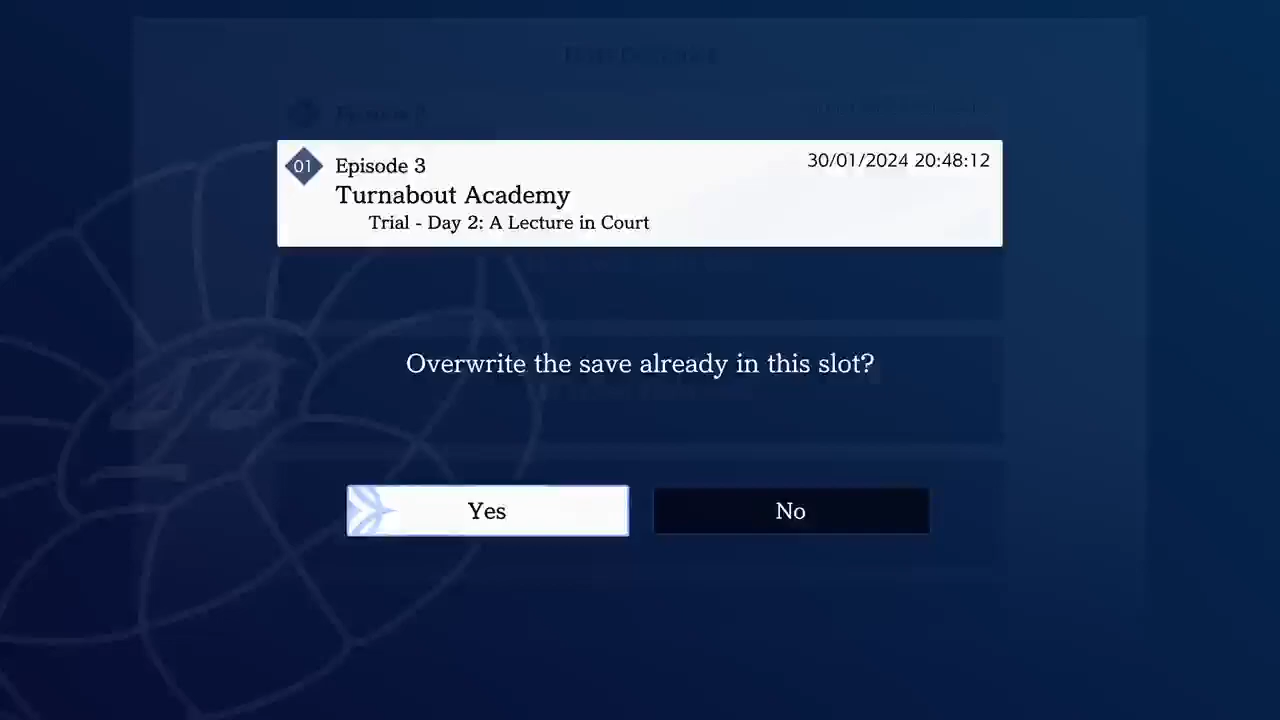 01
Episode 3
30/01/2024 20:48:12
Turnabout Academy
Trial - Day 2: A Lecture in Court
Overwrite the save already in this slot?
Yes
No